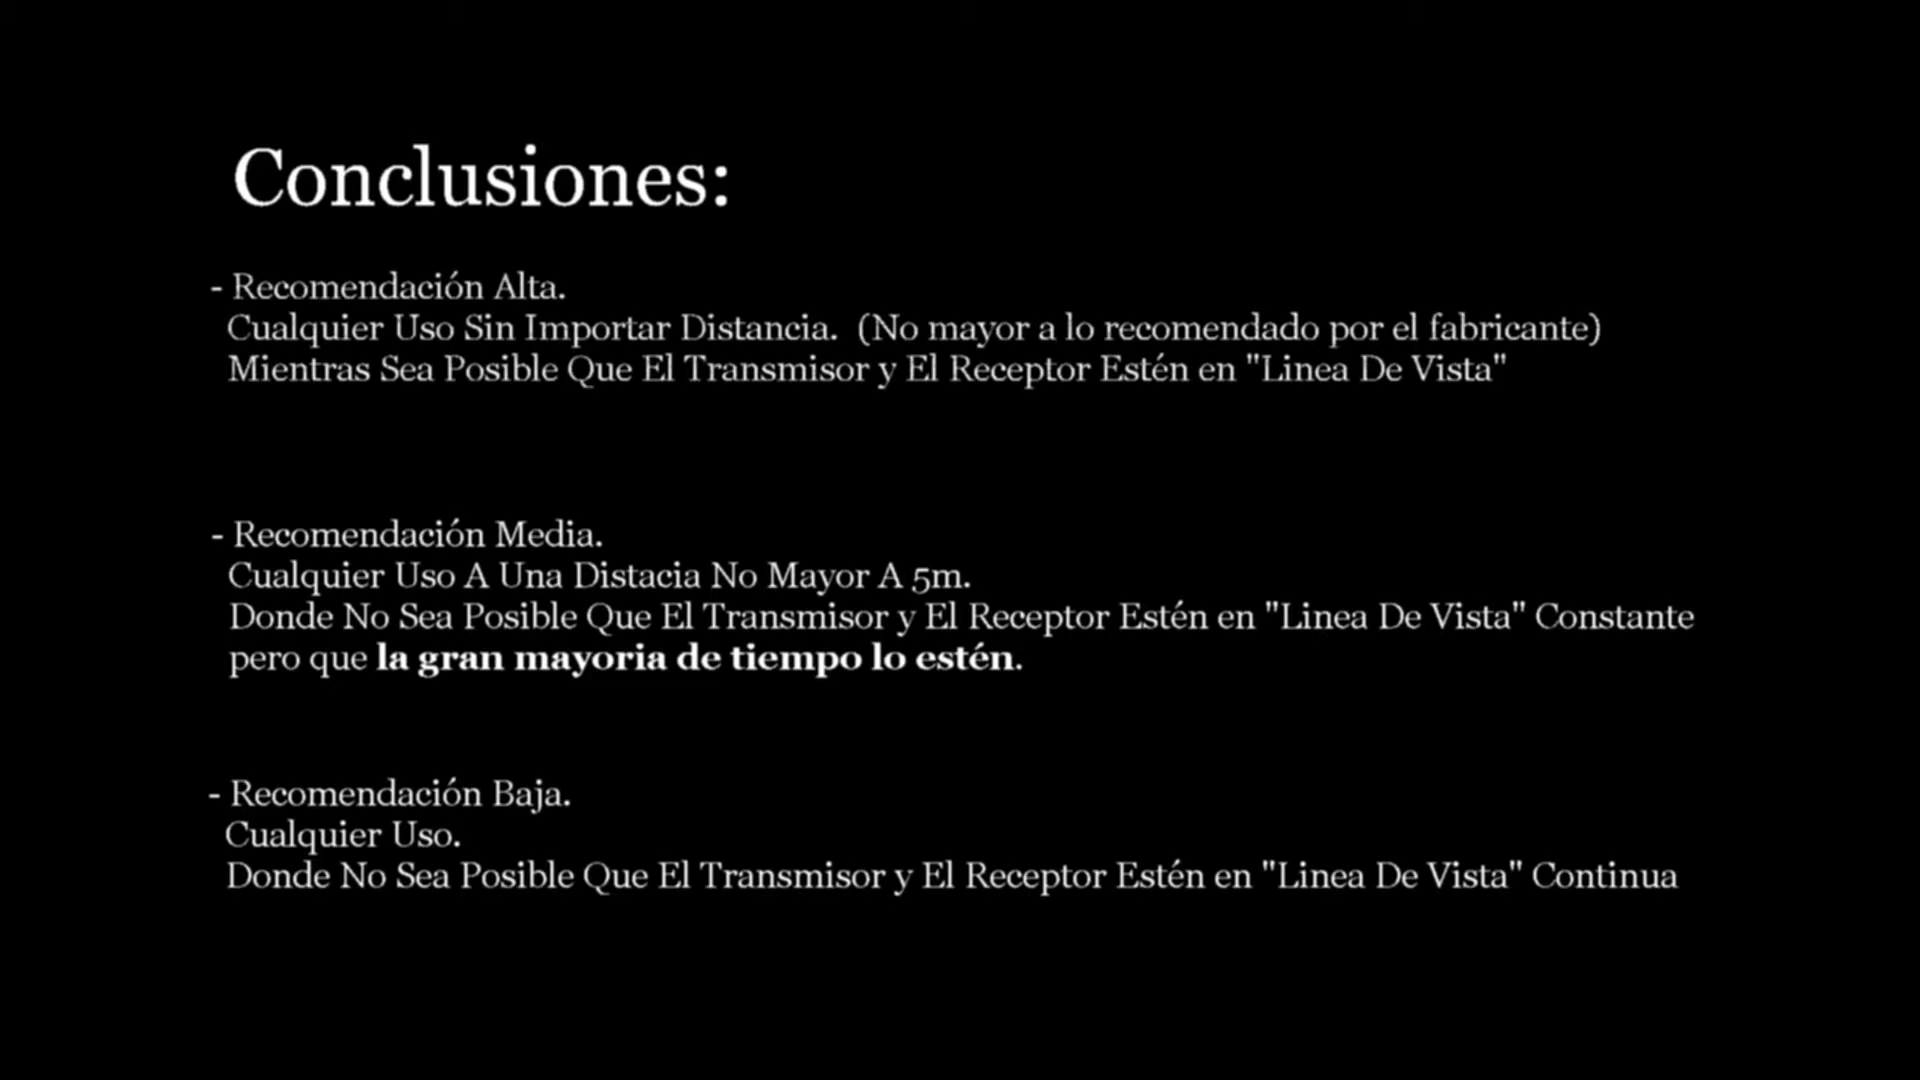 Conclusiones:
- Recomendación Alta.
Cualquier Uso Sin Importar Distancia. (No mayor a lo recomendado por el fabricante)
Mientras Sea Posible Que El Transmisor y El Receptor Estén en "Linea De Vista"
- Recomendación Media.
Cualquier Uso A Una Distacia No Mayor A 5m.
Donde No Sea Posible Que El Transmisor y El Receptor Estén en "Linea De Vista" Constante
pero que la gran mayoria de tiempo lo estén.
- Recomendación Baja.
Cualquier Uso.
Donde No Sea Posible Que El Transmisor y El Receptor Estén en "Linea De Vista" Continua